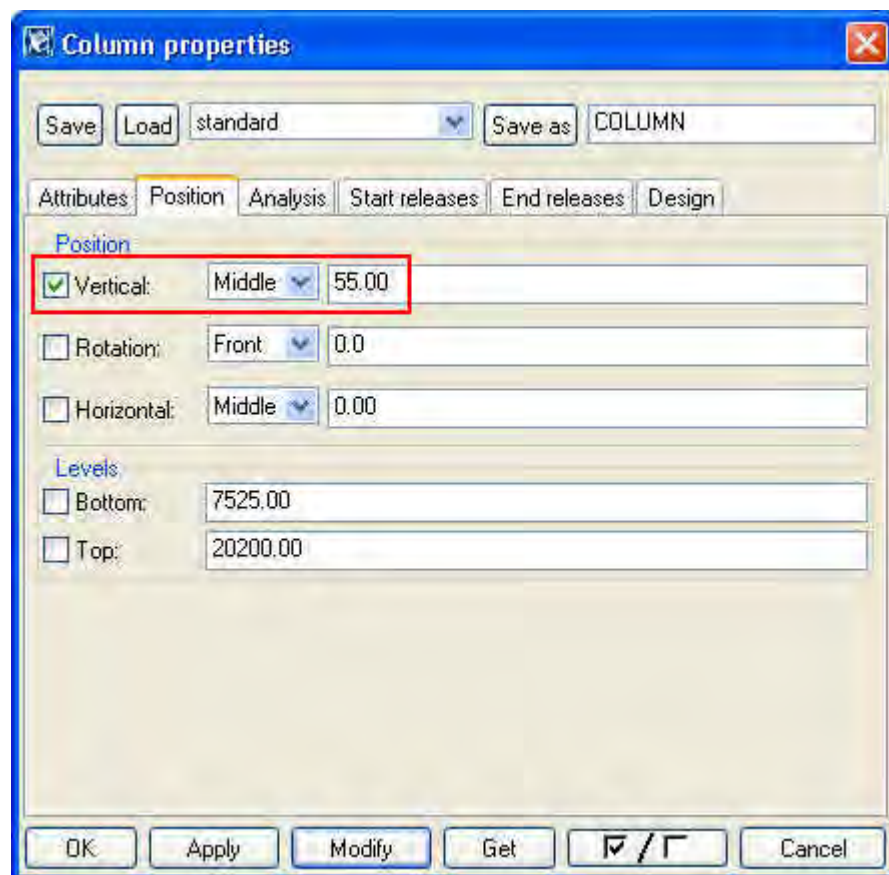 Column properties
Save Load standard Save as COLUMN
Attributes Position Analysis Start releases End releases Design
Position
Vertical: Middle 55.00
Rotation: Front 0.0
Horizontal: Middle 0.00
Levels
Bottom: 7525.00
Top: 20200.00
OK Apply Modify Get / Cancel